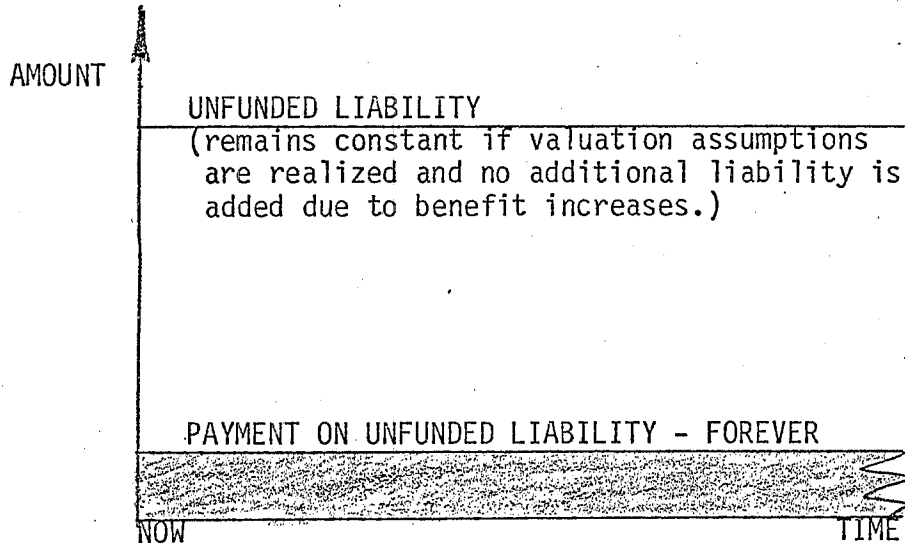 AMOUNT
UNFUNDED LIABILITY
(remains constant if valuation assumptions
are realized and no additional liability is
added due to benefit increases.)
PAYMENT ON UNFUNDED LIABILITY - FOREVER
NOW TIME